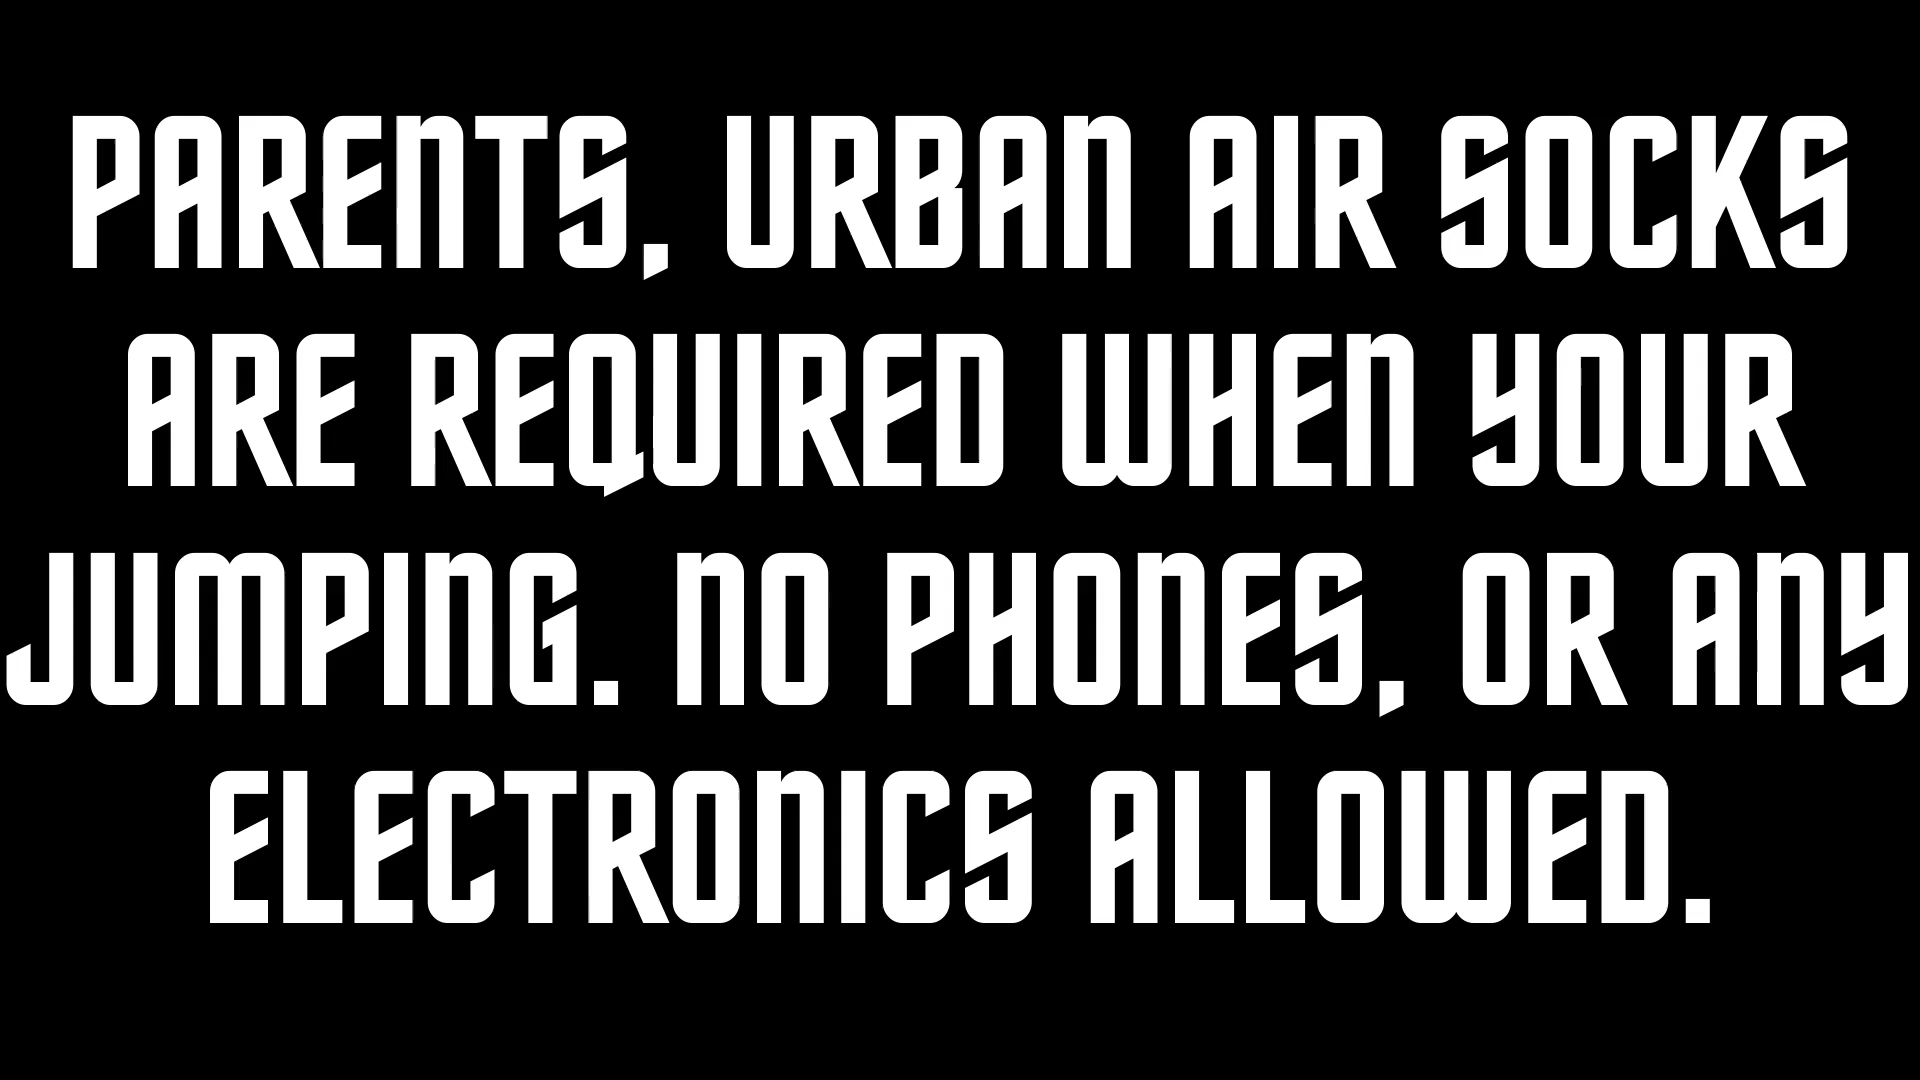 PARENTS, URBAN AIR SOCKS
ARE REQUIRED WHEN YOUR
JUMPING. NO PHONES, OR ANY
ELECTRONICS ALLOWED.